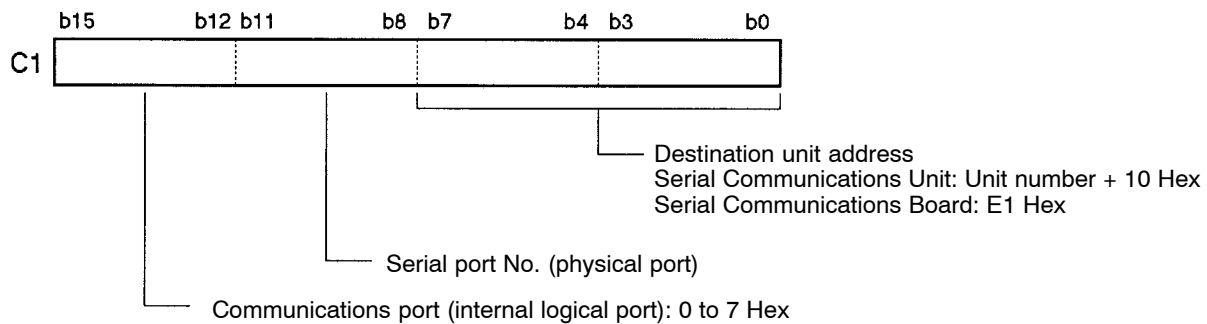 b15 b12 b11 b8 b7 b4 b3 b0
C1
Destination unit address
Serial Communications Unit: Unit number + 10 Hex
Serial Communications Board: E1 Hex
Serial port No. (physical port)
Communications port (internal logical port): 0 to 7 Hex